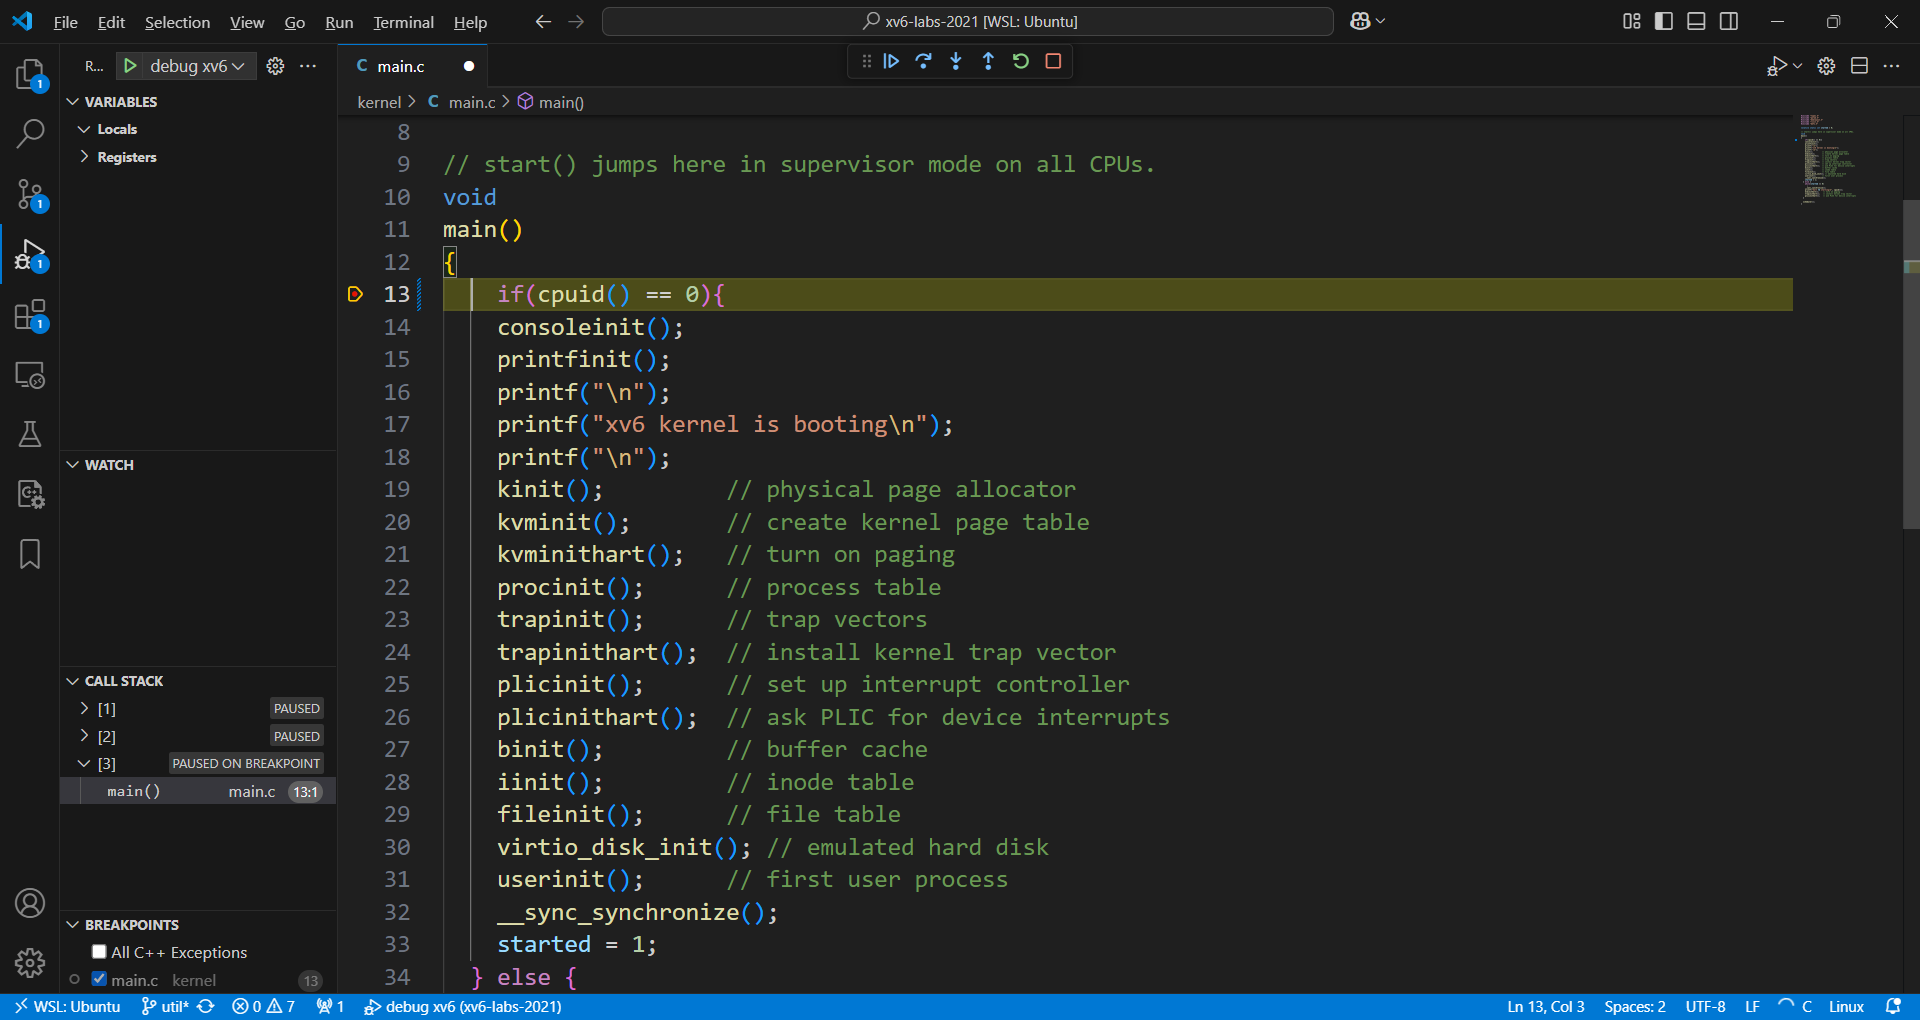 File Edit Selection View Go Run Terminal Help
xv6-labs-2021 [WSL: Ubuntu]
R... debug xv6
C main.c
kernel > C main.c > main()
VARIABLES
Locals
Registers
WATCH
CALL STACK
[1] PAUSED
[2] PAUSED
[3] PAUSED ON BREAKPOINT
main() main.c 13:1
BREAKPOINTS
All C++ Exceptions
main.c kernel 13
1
1
1
1
8
9 // start() jumps here in supervisor mode on all CPUs.
10 void
11 main()
12 {
13 if(cpuid() == 0){
14 consoleinit();
15 printfinit();
16 printf("\n");
17 printf("xv6 kernel is booting\n");
18 printf("\n");
19 kinit(); // physical page allocator
20 kvminit(); // create kernel page table
21 kvminithart(); // turn on paging
22 procinit(); // process table
23 trapinit(); // trap vectors
24 trapinithart(); // install kernel trap vector
25 plicinit(); // set up interrupt controller
26 plicinithart(); // ask PLIC for device interrupts
27 binit(); // buffer cache
28 iinit(); // inode table
29 fileinit(); // file table
30 virtio_disk_init(); // emulated hard disk
31 userinit(); // first user process
32 __sync_synchronize();
33 started = 1;
34 } else {
WSL: Ubuntu util* 0 7 1 debug xv6 (xv6-labs-2021) Ln 13, Col 3 Spaces: 2 UTF-8 LF C Linux